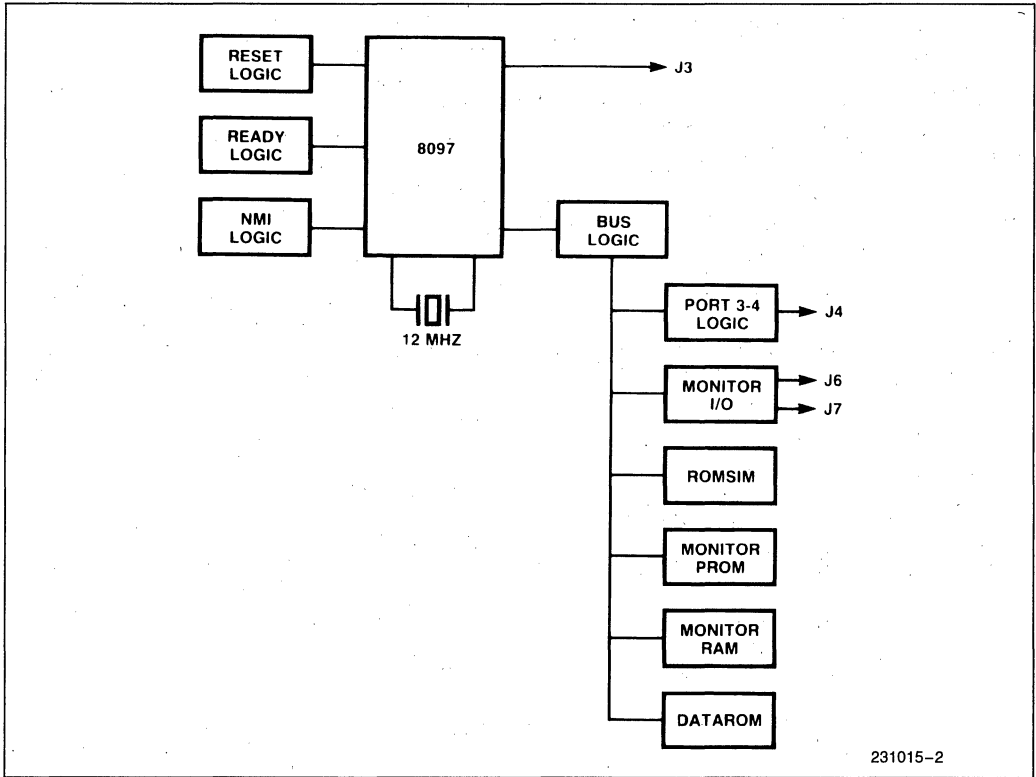 RESET
LOGIC
READY
LOGIC
NMI
LOGIC
8097
12 MHZ
J3
BUS
LOGIC
PORT 3-4
LOGIC
J4
MONITOR
I/O
J6
J7
ROMSIM
MONITOR
PROM
MONITOR
RAM
DATAROM
231015-2